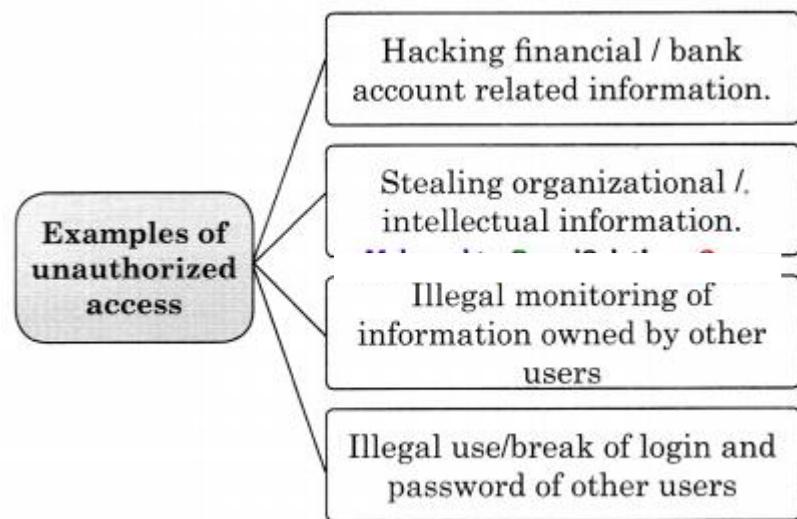 Hacking financial / bank
account related information.
Stealing organizational /
intellectual information.
Examples of
unauthorized
access
Illegal monitoring of
information owned by other
users
Illegal use/break of login and
password of other users